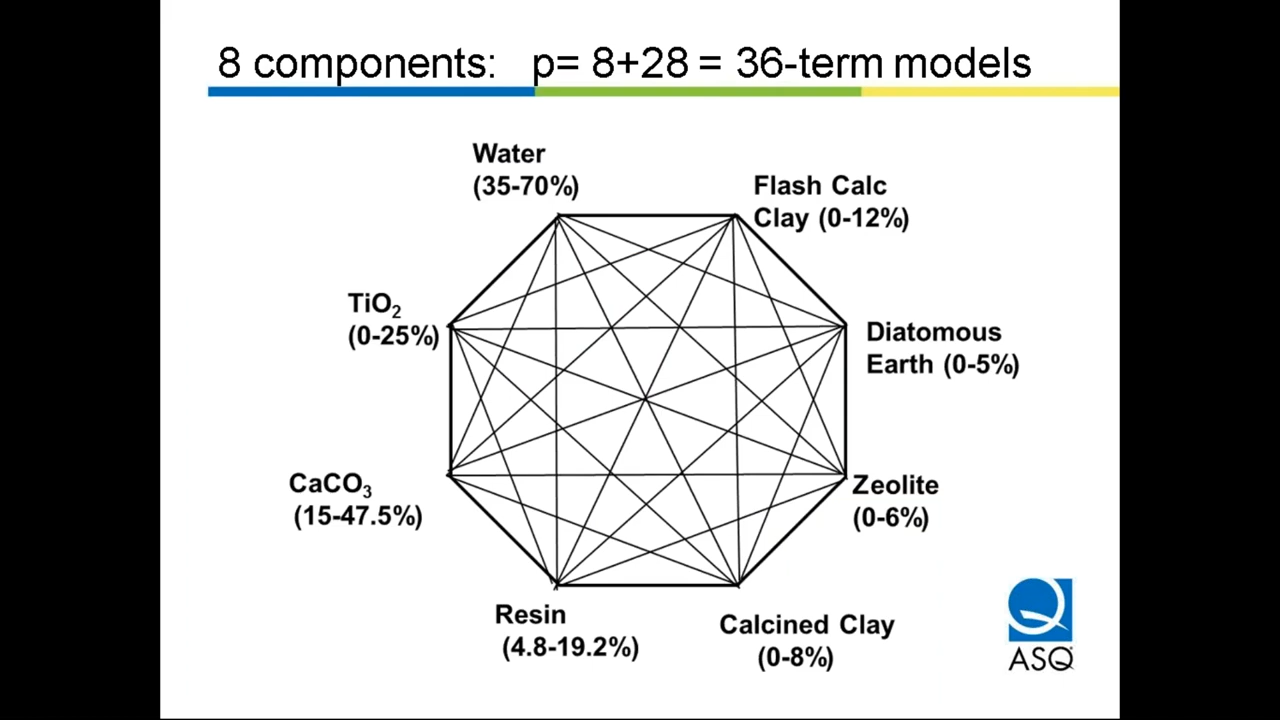 8 components: p= 8+28 = 36-term models
Water
(35-70%)
Flash Calc
Clay (0-12%)
TiO₂
(0-25%)
Diatomous
Earth (0-5%)
CaCO₃
(15-47.5%)
Zeolite
(0-6%)
Resin
(4.8-19.2%)
Calcined Clay
(0-8%)
ASQ